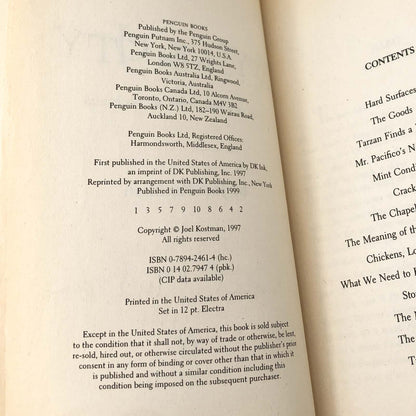 PENGUIN BOOKS
Published by the Penguin Group
Penguin Putnam Inc., 375 Hudson Street,
New York, New York 10014, U.S.A.
Penguin Books Ltd, 27 Wrights Lane,
London W8 5TZ, England
Penguin Books Australia Ltd, Ringwood,
Victoria, Australia
Penguin Books Canada Ltd, 10 Alcorn Avenue,
Toronto, Ontario, Canada M4V 3B2
Penguin Books (N.Z.) Ltd, 182–190 Wairau Road,
Auckland 10, New Zealand
Penguin Books Ltd, Registered Offices:
Harmondsworth, Middlesex, England
First published in the United States of America by DK Ink,
an imprint of DK Publishing, Inc. 1997
Reprinted by arrangement with DK Publishing, Inc., New York
Published in Penguin Books 1999
1 3 5 7 9 10 8 6 4 2
Copyright © Joel Kostman, 1997
All rights reserved
ISBN 0-7894-2461-4 (hc.)
ISBN 0 14 02.7947 4 (pbk.)
(CIP data available)
Printed in the United States of America
Set in 12 pt. Electra
Except in the United States of America, this book is sold subject
to the condition that it shall not, by way of trade or otherwise, be lent,
re-sold, hired out, or otherwise circulated without the publisher's prior
consent in any form of binding or cover other than that in which it
is published and without a similar condition including this
condition being imposed on the subsequent purchaser.
CONTENTS
Hard Surfaces
The Goods
Tarzan Finds a
Mr. Pacifico's N
Mint Cond
Crack
The Chapel
The Meaning of th
Chickens, Lo
What We Need to
Sto
The
The
T